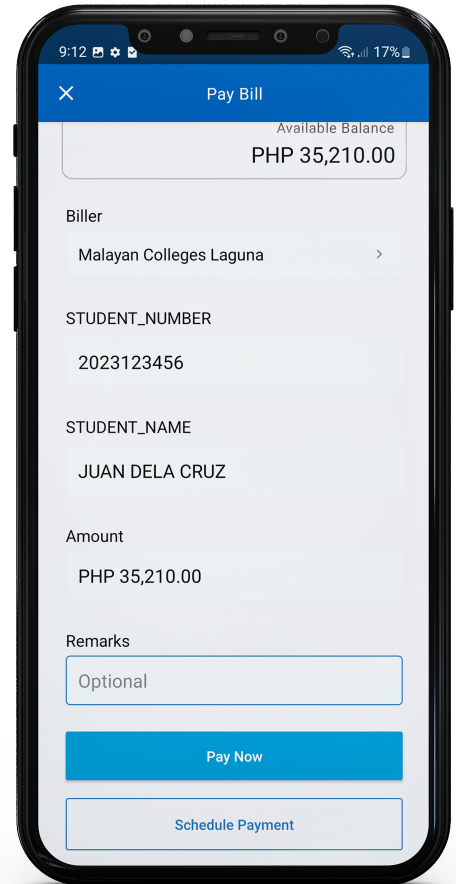 9:12
17%
Pay Bill
Available Balance
PHP 35,210.00
Biller
Malayan Colleges Laguna
STUDENT_NUMBER
2023123456
STUDENT_NAME
JUAN DELA CRUZ
Amount
PHP 35,210.00
Remarks
Optional
Pay Now
Schedule Payment